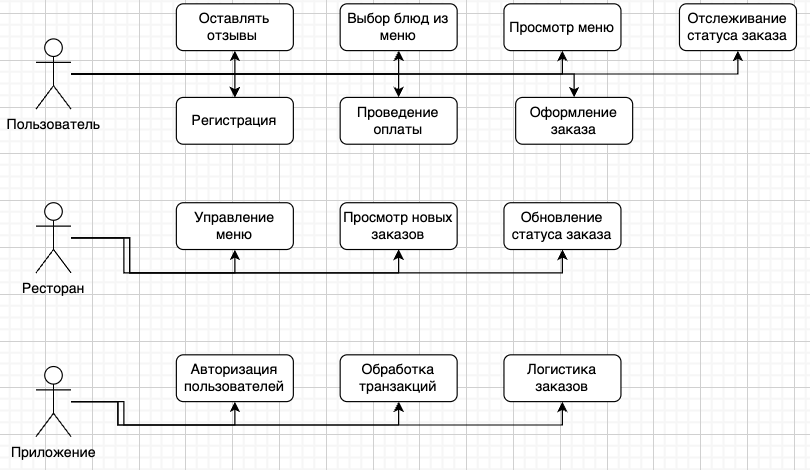 Оставлять
отзывы
Выбор блюд из
меню
Просмотр меню
Отслеживание
статуса заказа
Пользователь
Регистрация
Проведение
оплаты
Оформление
заказа
Управление
меню
Просмотр новых
заказов
Обновление
статуса заказа
Ресторан
Авторизация
пользователей
Обработка
транзакций
Логистика
заказов
Приложение